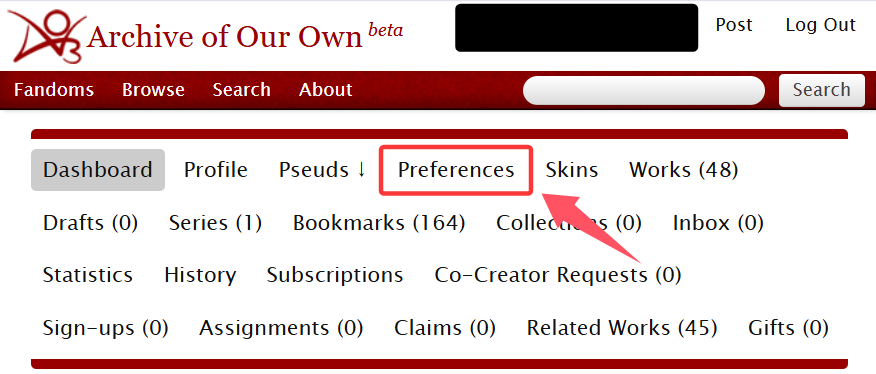 Archive of Our Own beta Post Log Out
Fandoms Browse Search About Search
Dashboard Profile Pseuds ↓ Preferences Skins Works (48)
Drafts (0) Series (1) Bookmarks (164) Collections (0) Inbox (0)
Statistics History Subscriptions Co-Creator Requests (0)
Sign-ups (0) Assignments (0) Claims (0) Related Works (45) Gifts (0)